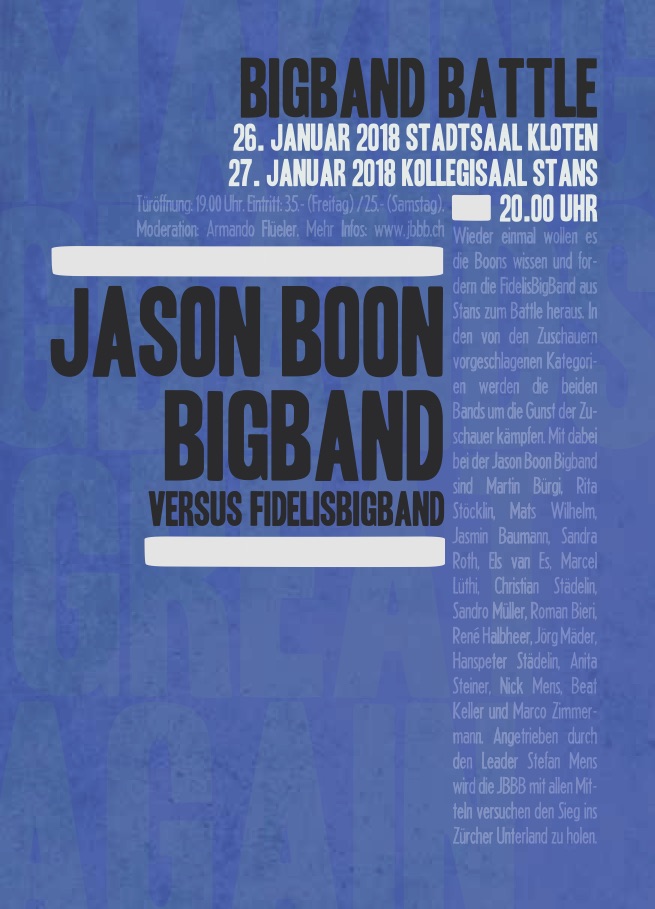 BIGBAND BATTLE
26. JANUAR 2018 STADTSAAL KLOTEN
27. JANUAR 2018 KOLLEGISAAL STANS
20.00 UHR
Türöffnung: 19.00 Uhr. Eintritt: 35.- (Freitag) / 25.- (Samstag).
Moderation: Armando Flüeler. Mehr Infos: www.jbbb.ch
JASON BOON
BIGBAND
VERSUS FIDELISBIGBAND
Wieder einmal wollen es
die Boons wissen und for-
dern die FidelisBigBand aus
Stans zum Battle heraus. In
den von den Zuschauern
vorgeschlagenen Kategori-
en werden die beiden
Bands um die Gunst der Zu-
schauer kämpfen. Mit dabei
bei der Jason Boon Bigband
sind Martin Bürgi, Rita
Stöcklin, Mats Wilhelm,
Jasmin Baumann, Sandra
Roth, Els van Es, Marcel
Lüthi, Christian Städelin,
Sandro Müller, Roman Bieri,
René Halbheer, Jörg Mäder,
Hanspeter Städelin, Anita
Steiner, Nick Mens, Beat
Keller und Marco Zimmer-
mann. Angetrieben durch
den Leader Stefan Mens
wird die JBBB mit allen Mit-
teln versuchen den Sieg ins
Zürcher Unterland zu holen.
MAKING
BIGBANDS
GREAT
AGAIN